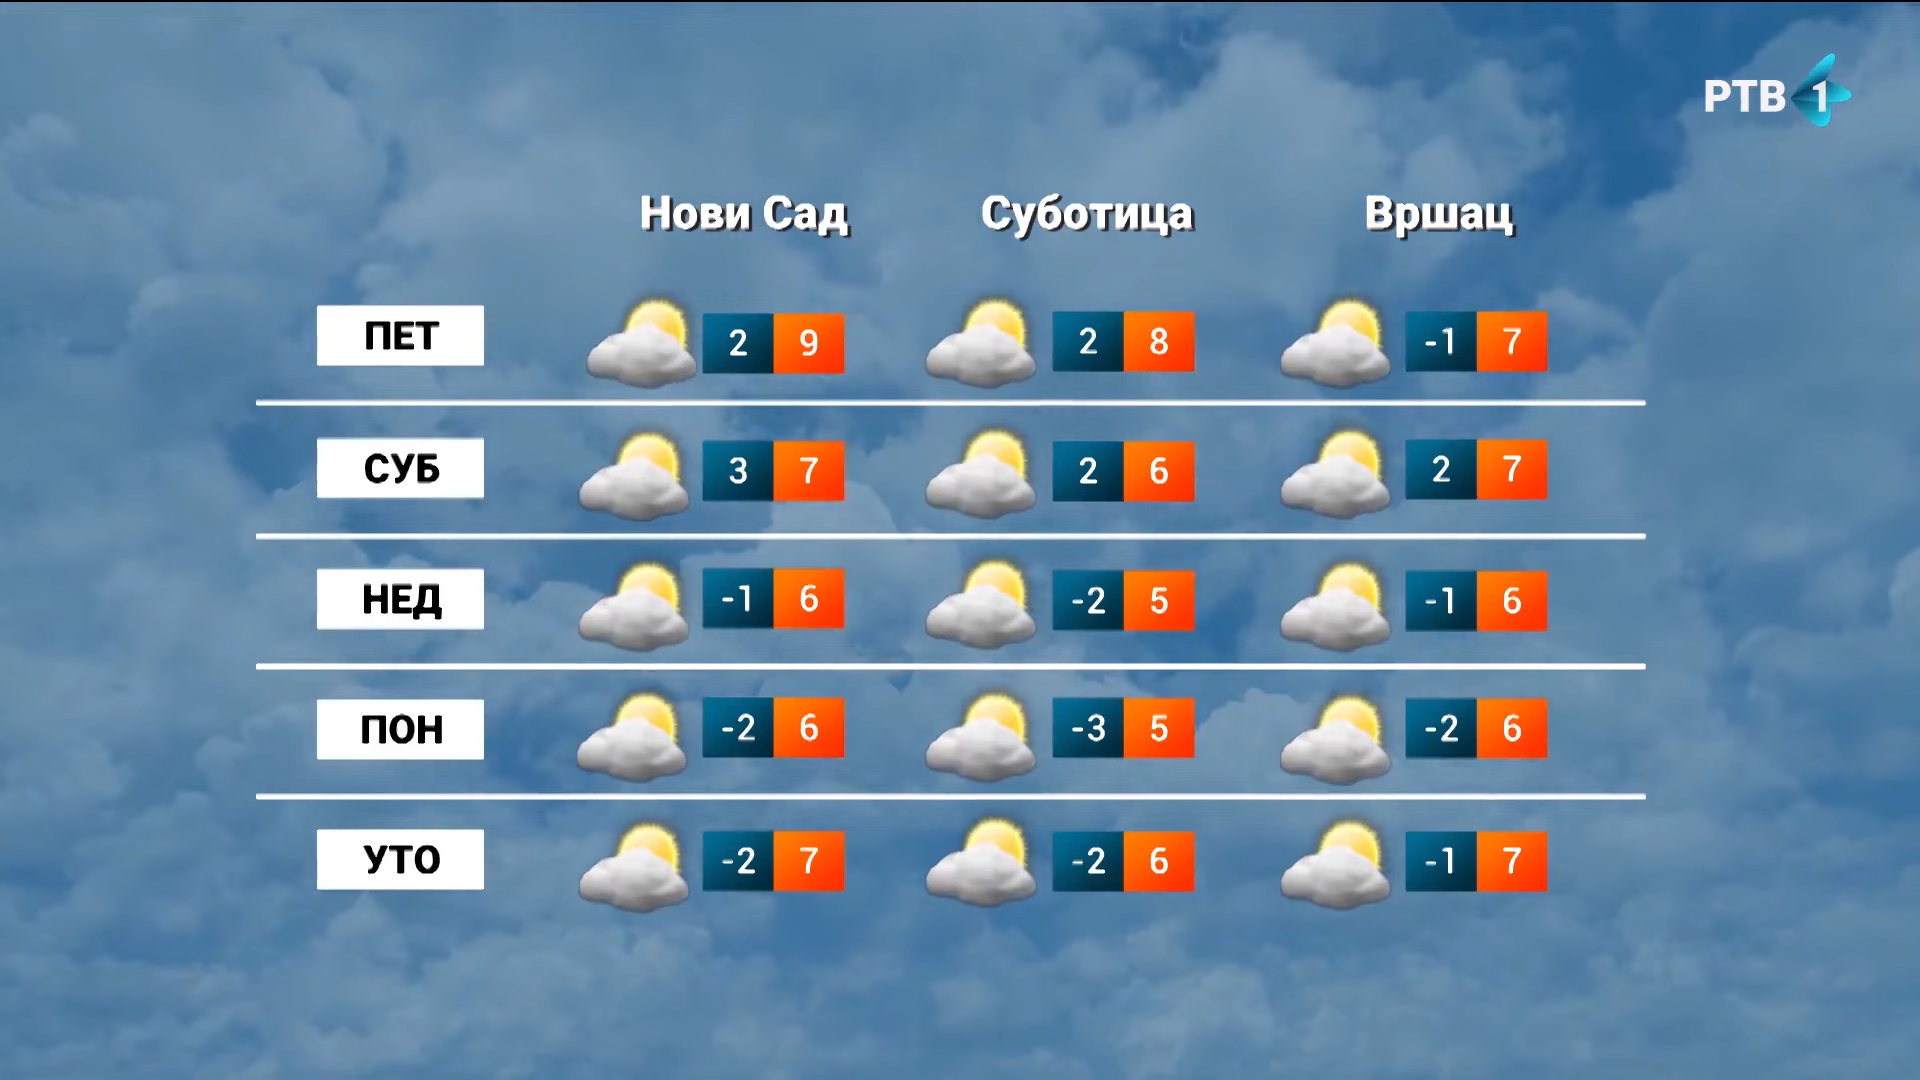 РТВ 1
Нови Сад Суботица Вршац
ПЕТ 2 9 2 8 -1 7
СУБ 3 7 2 6 2 7
НЕД -1 6 -2 5 -1 6
ПОН -2 6 -3 5 -2 6
УТО -2 7 -2 6 -1 7